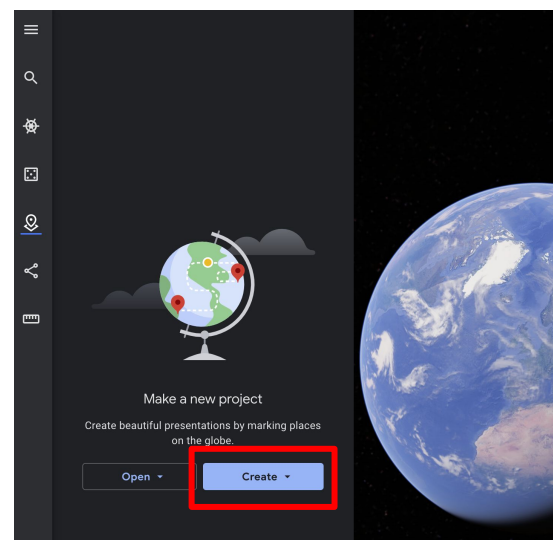 Make a new project
Create beautiful presentations by marking places
on the globe.
Open
Create